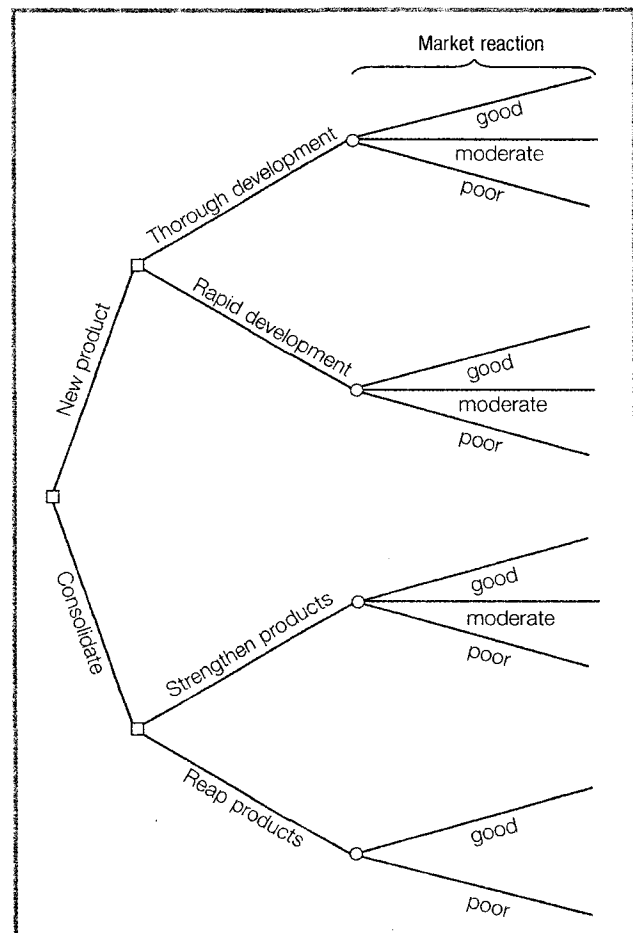 Market reaction
good
Thorough development
moderate
poor
Rapid development
good
New product
moderate
poor
Consolidate
good
Strengthen products
moderate
poor
Reap products
good
poor